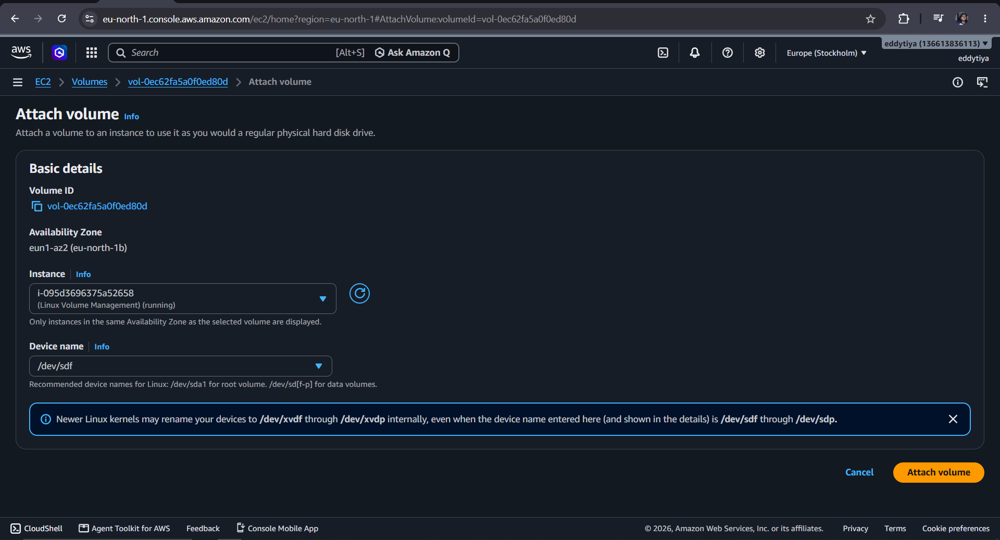 eu-north-1.console.aws.amazon.com/ec2/home?region=eu-north-1#AttachVolume:volumeId=vol-0ec62fa5a0f0ed80d
aws
Search [Alt+S] Ask Amazon Q
Europe (Stockholm)
eddytiya (136613836113)
eddytiya
EC2 Volumes vol-0ec62fa5a0f0ed80d Attach volume
Attach volume Info
Attach a volume to an instance to use it as you would a regular physical hard disk drive.
Basic details
Volume ID
vol-0ec62fa5a0f0ed80d
Availability Zone
eun1-az2 (eu-north-1b)
Instance Info
i-095d3696375a52658
(Linux Volume Management) (running)
Only instances in the same Availability Zone as the selected volume are displayed.
Device name Info
/dev/sdf
Recommended device names for Linux: /dev/sda1 for root volume. /dev/sd[f-p] for data volumes.
Newer Linux kernels may rename your devices to /dev/xvdf through /dev/xvdp internally, even when the device name entered here (and shown in the details) is /dev/sdf through /dev/sdp.
Cancel Attach volume
CloudShell Agent Toolkit for AWS Feedback Console Mobile App © 2026, Amazon Web Services, Inc. or its affiliates. Privacy Terms Cookie preferences